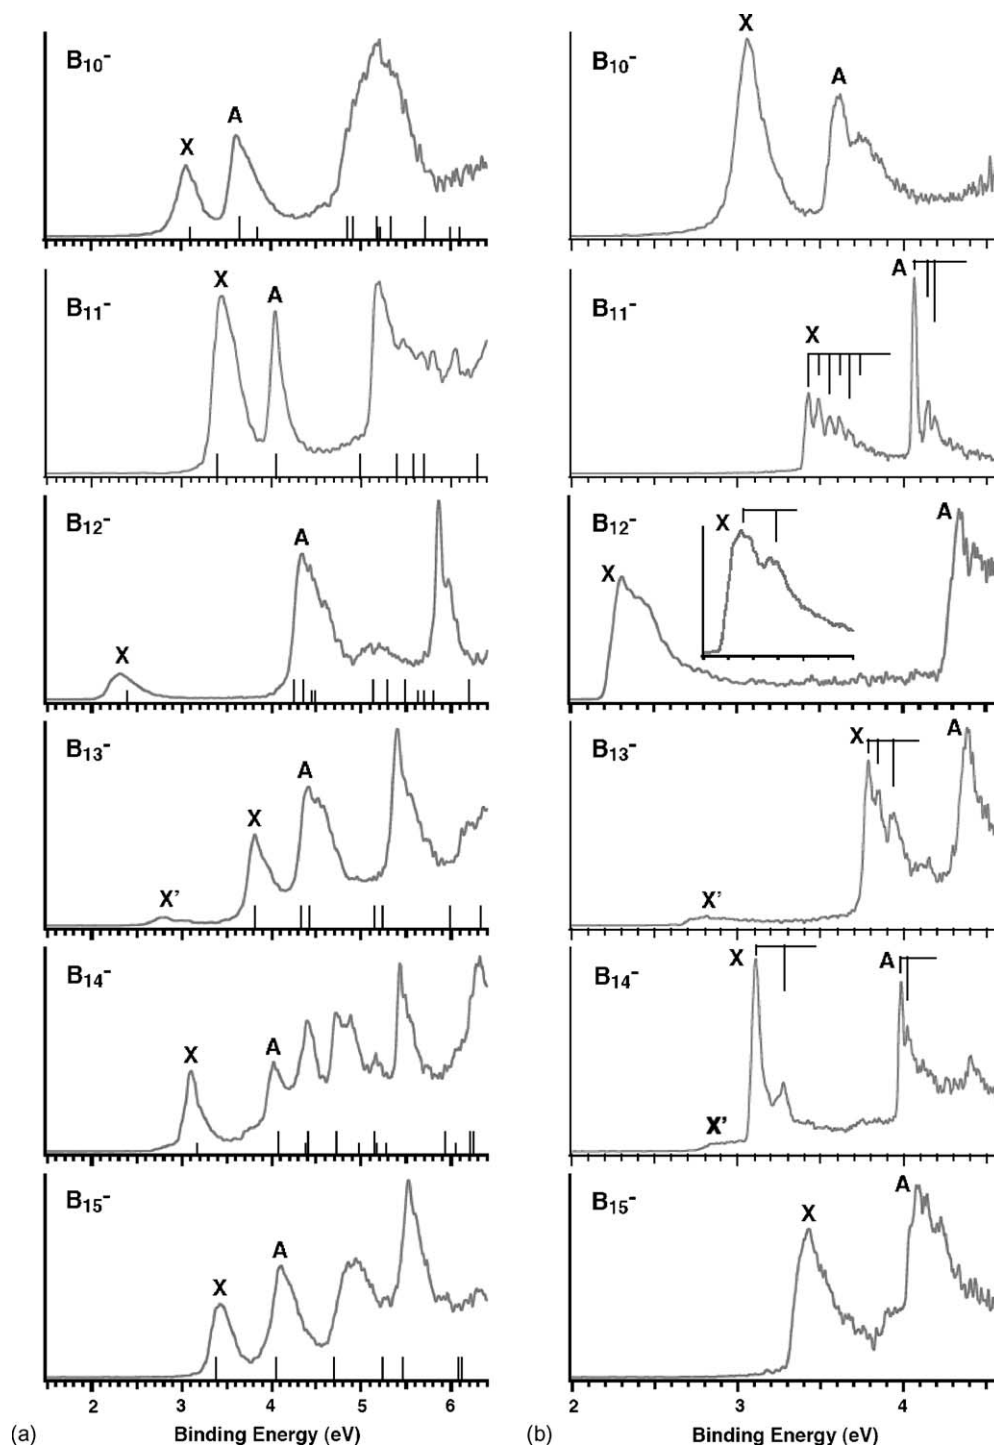 B10-
X
A
B11-
X
A
B12-
X
A
B13-
X'
X
A
B14-
X
A
B15-
X
A
2 3 4 5 6
(a) Binding Energy (eV)
B10-
X
A
B11-
X
A
B12-
X
X
A
B13-
X'
X
A
B14-
X'
X
A
B15-
X
A
2 3 4
(b) Binding Energy (eV)